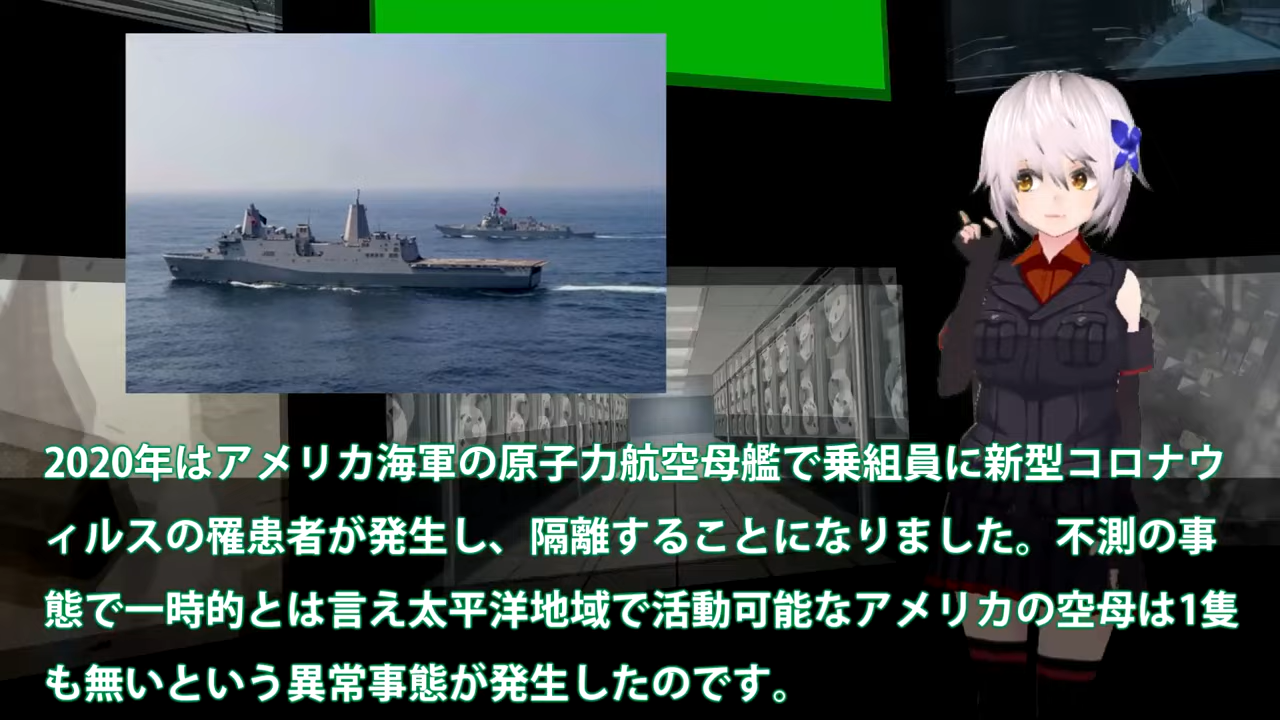 2020年はアメリカ海軍の原子力航空母艦で乗組員に新型コロナウ
ィルスの罹患者が発生し、隔離することになりました。不測の事
態で一時的とは言え太平洋地域で活動可能なアメリカの空母は1隻
も無いという異常事態が発生したのです。